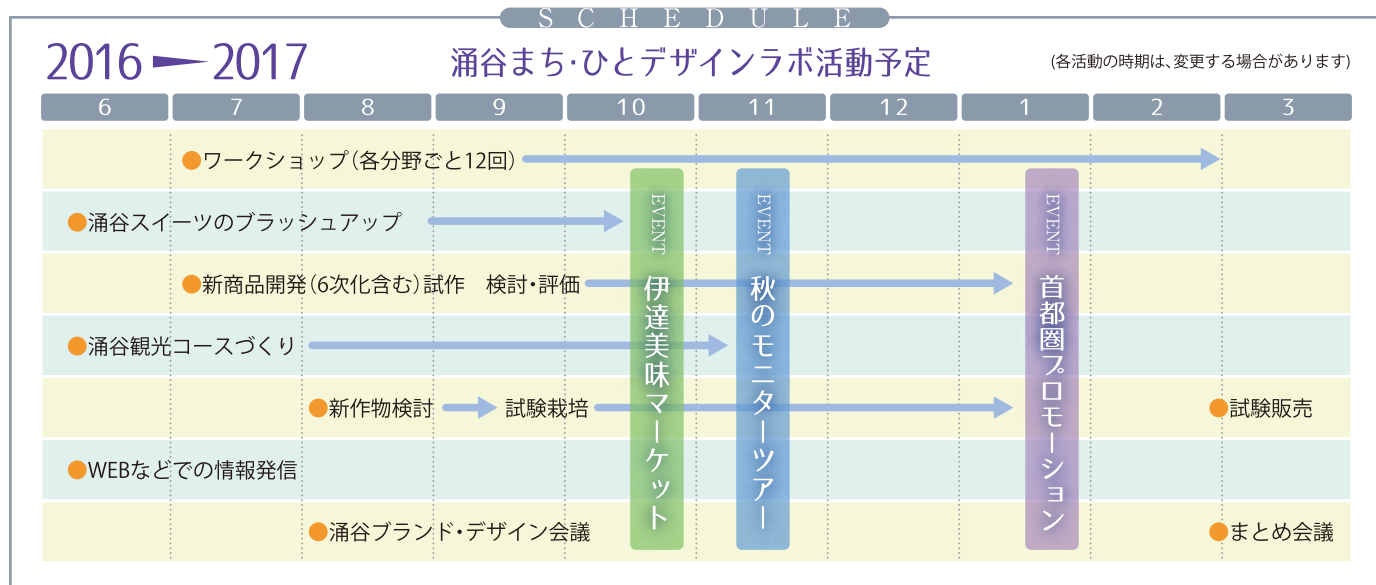 SCHEDULE
2016 2017 涌谷まち・ひとデザインラボ活動予定 (各活動の時期は、変更する場合があります)
6 7 8 9 10 11 12 1 2 3
●ワークショップ(各分野ごと12回)
●涌谷スイーツのブラッシュアップ
●新商品開発(6次化含む)試作 検討・評価
●涌谷観光コースづくり
●新作物検討 試験栽培 ●試験販売
●WEBなどでの情報発信
●涌谷ブランド・デザイン会議 ●まとめ会議
EVENT 伊達美味マーケット
EVENT 秋のモニターツアー
EVENT 首都圏プロモーション